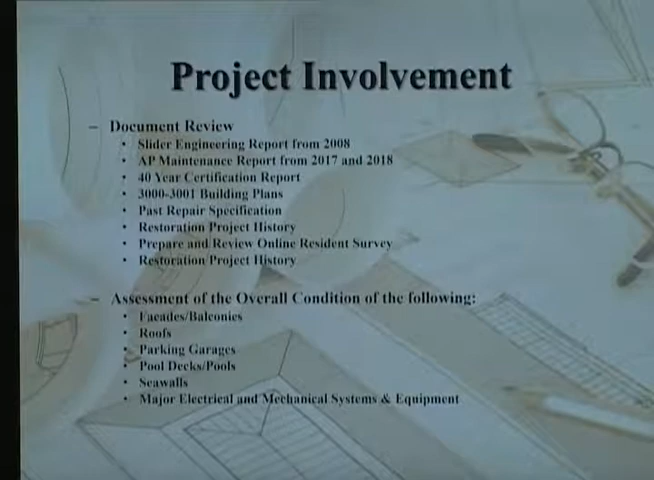 Project Involvement
– Document Review
• Slider Engineering Report from 2008
• AP Maintenance Report from 2017 and 2018
• 40 Year Certification Report
• 3000-3001 Building Plans
• Past Repair Specification
• Restoration Project History
• Prepare and Review Online Resident Survey
• Restoration Project History
– Assessment of the Overall Condition of the following:
• Facades/Balconies
• Roofs
• Parking Garages
• Pool Decks/Pools
• Seawalls
• Major Electrical and Mechanical Systems & Equipment